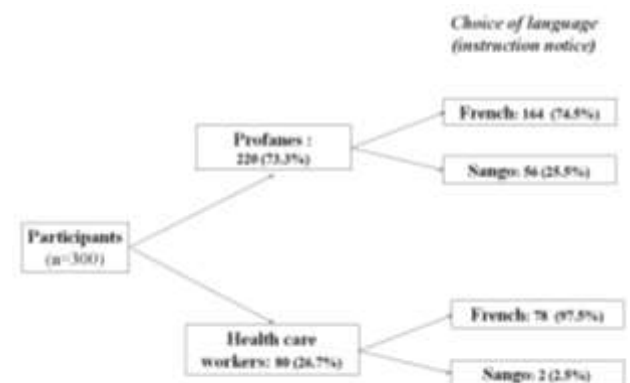 Choice of language
(instruction notice)
French: 164 (74.5%)
Profanes :
220 (73.3%)
Sango: 56 (25.5%)
Participants
(n=300)
French: 78 (97.5%)
Health care
workers: 80 (26.7%)
Sango: 2 (2.5%)